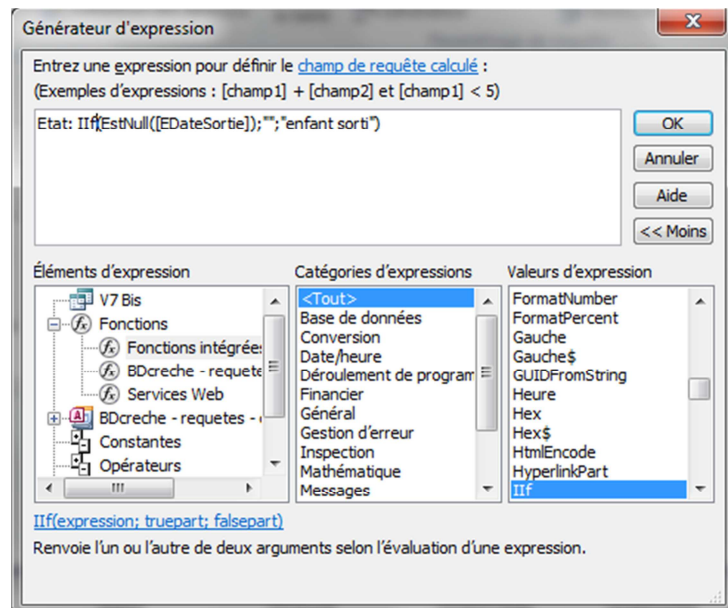 Générateur d'expression
Entrez une expression pour définir le champ de requête calculé :
(Exemples d'expressions : [champ1] + [champ2] et [champ1] < 5)
Etat: IIf(EstNull([EDateSortie]);"";"enfant sorti")
OK
Annuler
Aide
<< Moins
Éléments d'expression
V7 Bis
Fonctions
Fonctions intégrées
BDcreche - requete
Services Web
BDcreche - requetes -
Constantes
Opérateurs
Catégories d'expressions
<Tout>
Base de données
Conversion
Date/heure
Déroulement de program
Financier
Général
Gestion d'erreur
Inspection
Mathématique
Messages
Valeurs d'expression
FormatNumber
FormatPercent
Gauche
Gauche$
GUIDFromString
Heure
Hex
Hex$
HtmlEncode
HyperlinkPart
IIf
IIf(expression; truepart; falsepart)
Renvoie l'un ou l'autre de deux arguments selon l'évaluation d'une expression.